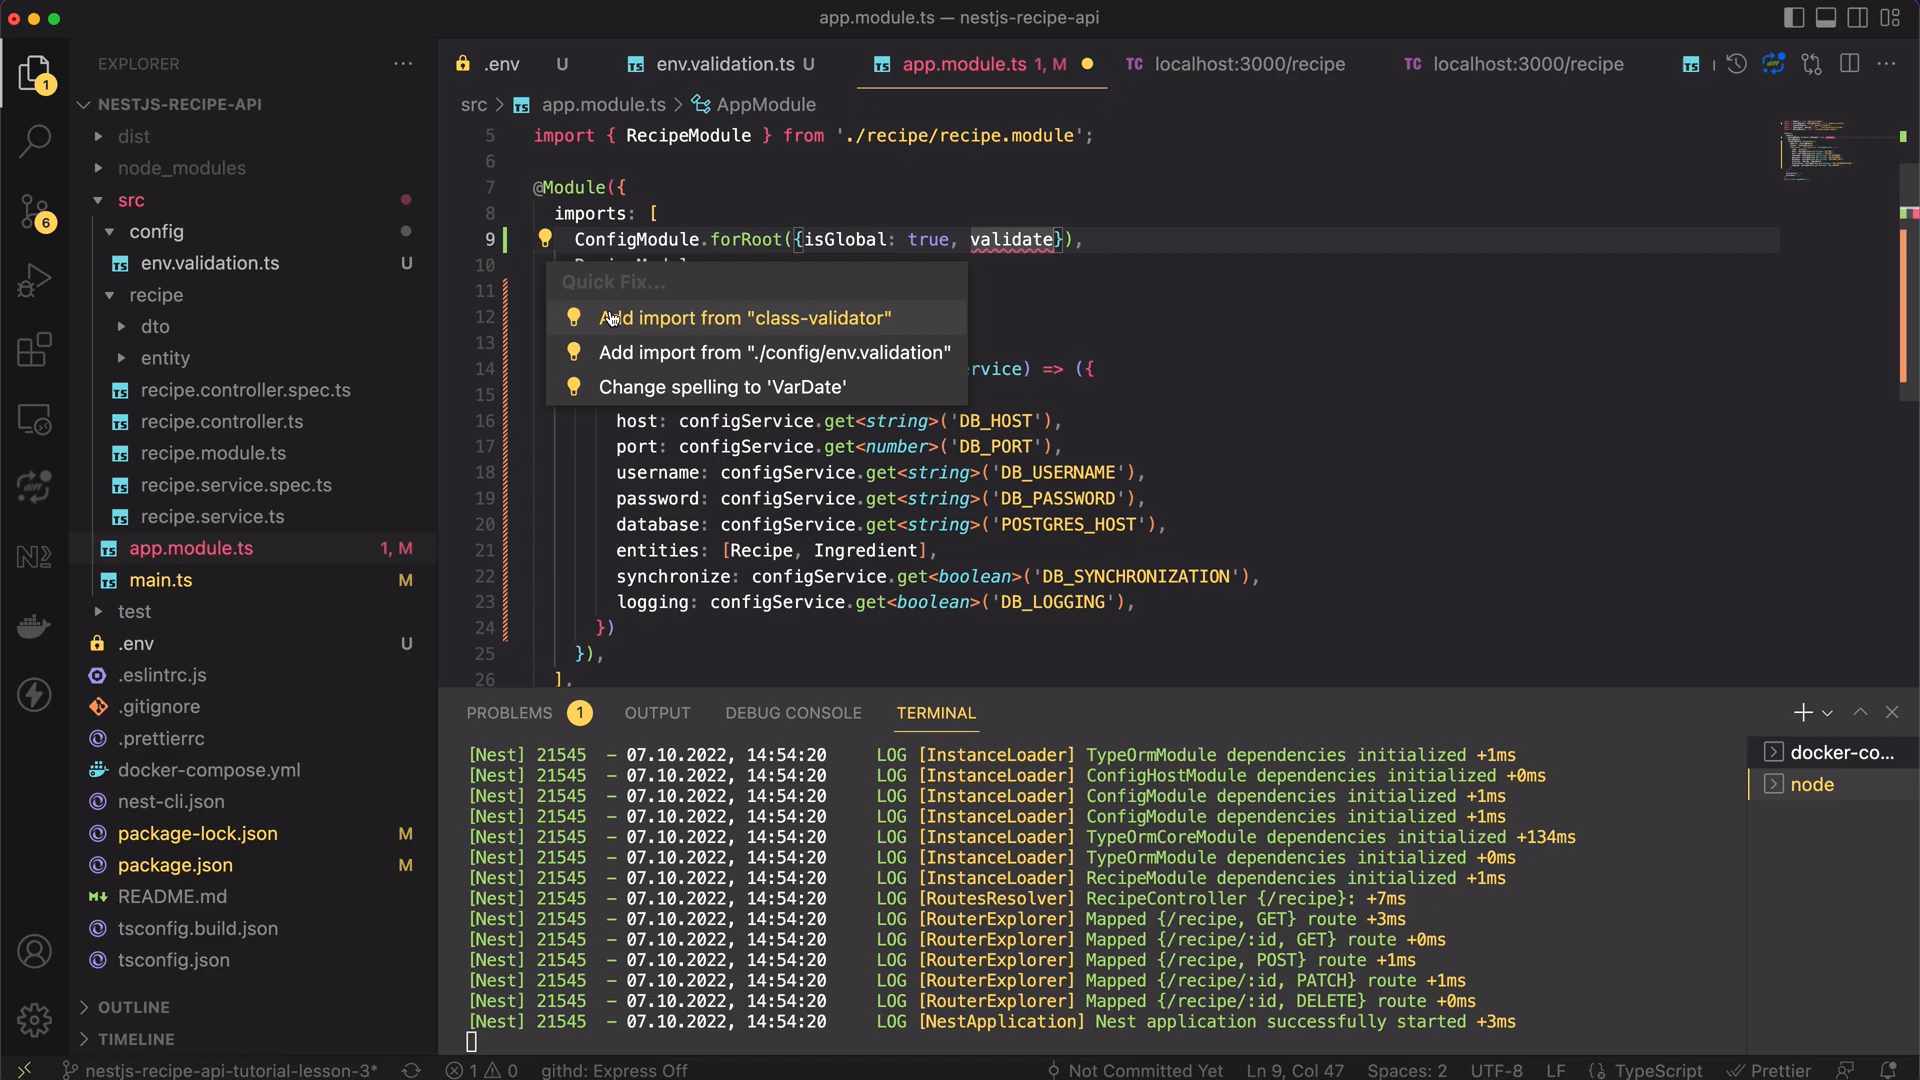 app.module.ts — nestjs-recipe-api
EXPLORER
.env U
env.validation.ts U
app.module.ts 1, M
TC localhost:3000/recipe
TC localhost:3000/recipe
TS
1
NESTJS-RECIPE-API
dist
node_modules
src
config
env.validation.ts U
recipe
dto
entity
recipe.controller.spec.ts
recipe.controller.ts
recipe.module.ts
recipe.service.spec.ts
recipe.service.ts
app.module.ts 1, M
main.ts M
test
.env U
.eslintrc.js
.gitignore
.prettierrc
docker-compose.yml
nest-cli.json
package-lock.json M
package.json M
README.md
tsconfig.build.json
tsconfig.json
OUTLINE
TIMELINE
6
src > app.module.ts > AppModule
5 import { RecipeModule } from './recipe/recipe.module';
6
7 @Module({
8 imports: [
9 ConfigModule.forRoot({isGlobal: true, validate}),
10
11
12
13
14 rvice) => ({
15
16 host: configService.get<string>('DB_HOST'),
17 port: configService.get<number>('DB_PORT'),
18 username: configService.get<string>('DB_USERNAME'),
19 password: configService.get<string>('DB_PASSWORD'),
20 database: configService.get<string>('POSTGRES_HOST'),
21 entities: [Recipe, Ingredient],
22 synchronize: configService.get<boolean>('DB_SYNCHRONIZATION'),
23 logging: configService.get<boolean>('DB_LOGGING'),
24 })
25 }),
26 ],
Quick Fix...
Add import from "class-validator"
Add import from "./config/env.validation"
Change spelling to 'VarDate'
PROBLEMS 1 OUTPUT DEBUG CONSOLE TERMINAL
[Nest] 21545 - 07.10.2022, 14:54:20 LOG [InstanceLoader] TypeOrmModule dependencies initialized +1ms
[Nest] 21545 - 07.10.2022, 14:54:20 LOG [InstanceLoader] ConfigHostModule dependencies initialized +0ms
[Nest] 21545 - 07.10.2022, 14:54:20 LOG [InstanceLoader] ConfigModule dependencies initialized +1ms
[Nest] 21545 - 07.10.2022, 14:54:20 LOG [InstanceLoader] ConfigModule dependencies initialized +1ms
[Nest] 21545 - 07.10.2022, 14:54:20 LOG [InstanceLoader] TypeOrmCoreModule dependencies initialized +134ms
[Nest] 21545 - 07.10.2022, 14:54:20 LOG [InstanceLoader] TypeOrmModule dependencies initialized +0ms
[Nest] 21545 - 07.10.2022, 14:54:20 LOG [InstanceLoader] RecipeModule dependencies initialized +1ms
[Nest] 21545 - 07.10.2022, 14:54:20 LOG [RoutesResolver] RecipeController {/recipe}: +7ms
[Nest] 21545 - 07.10.2022, 14:54:20 LOG [RouterExplorer] Mapped {/recipe, GET} route +3ms
[Nest] 21545 - 07.10.2022, 14:54:20 LOG [RouterExplorer] Mapped {/recipe/:id, GET} route +0ms
[Nest] 21545 - 07.10.2022, 14:54:20 LOG [RouterExplorer] Mapped {/recipe, POST} route +1ms
[Nest] 21545 - 07.10.2022, 14:54:20 LOG [RouterExplorer] Mapped {/recipe/:id, PATCH} route +1ms
[Nest] 21545 - 07.10.2022, 14:54:20 LOG [RouterExplorer] Mapped {/recipe/:id, DELETE} route +0ms
[Nest] 21545 - 07.10.2022, 14:54:20 LOG [NestApplication] Nest application successfully started +3ms
docker-co...
node
nestjs-recipe-api-tutorial-lesson-3* 1 0 githd: Express Off Not Committed Yet Ln 9, Col 47 Spaces: 2 UTF-8 LF {} TypeScript Prettier